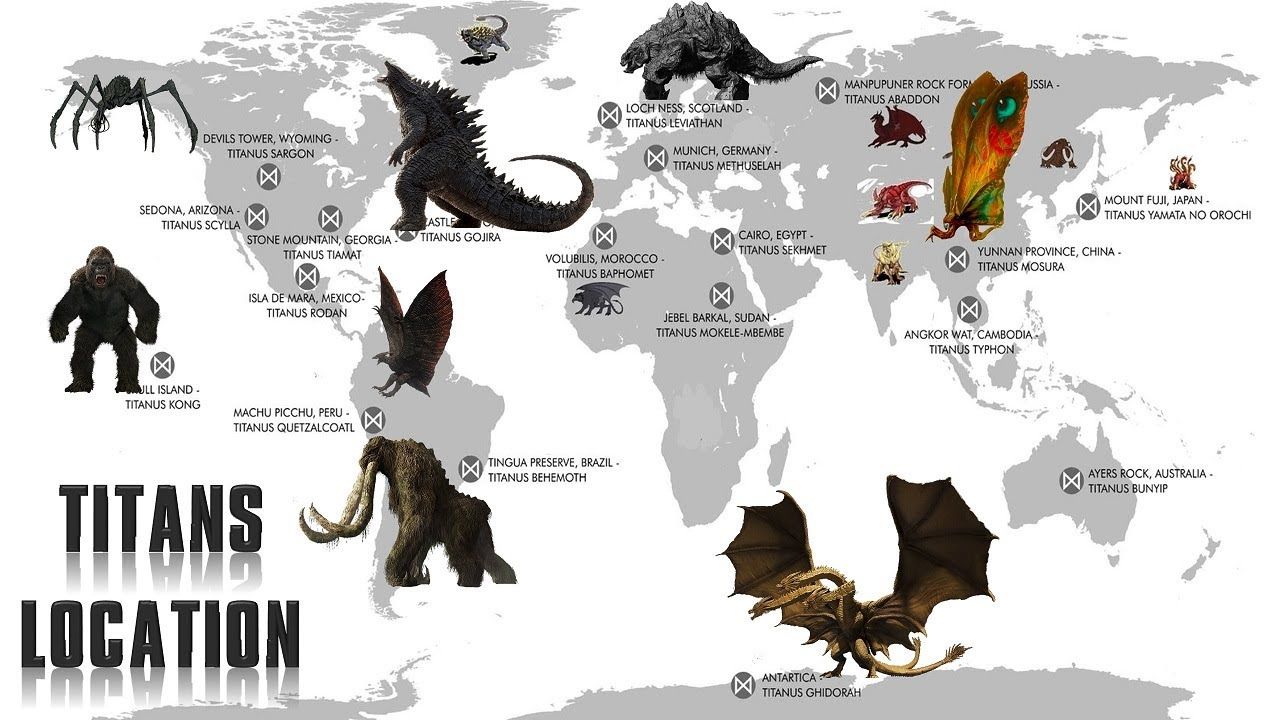 MANPUPUNER ROCK RUSSIA -
TITANUS ABADDON
LOCH NESS, SCOTLAND -
TITANUS LEVIATHAN
DEVILS TOWER, WYOMING -
TITANUS SARGON
MUNICH, GERMANY -
TITANUS METHUSELAH
SEDONA, ARIZONA -
TITANUS SCYLLA
MOUNT FUJI, JAPAN -
TITANUS YAMATA NO OROCHI
TITANUS GOJIRA
STONE MOUNTAIN, GEORGIA -
TITANUS TIAMAT
CAIRO, EGYPT -
TITANUS SEKHMET
VOLUBILIS, MOROCCO -
TITANUS BAPHOMET
YUNNAN PROVINCE, CHINA -
TITANUS MOSURA
ISLA DE MARA, MEXICO-
TITANUS RODAN
JEBEL BARKAL, SUDAN -
TITANUS MOKELE-MBEMBE
ANGKOR WAT, CAMBODIA -
TITANUS TYPHON
ISLAND -
TITANUS KONG
MACHU PICCHU, PERU -
TITANUS QUETZALCOATL
TINGUA PRESERVE, BRAZIL -
TITANUS BEHEMOTH
AYERS ROCK, AUSTRALIA -
TITANUS BUNYIP
TITANS
LOCATION
ANTARTICA -
TITANUS GHIDORAH